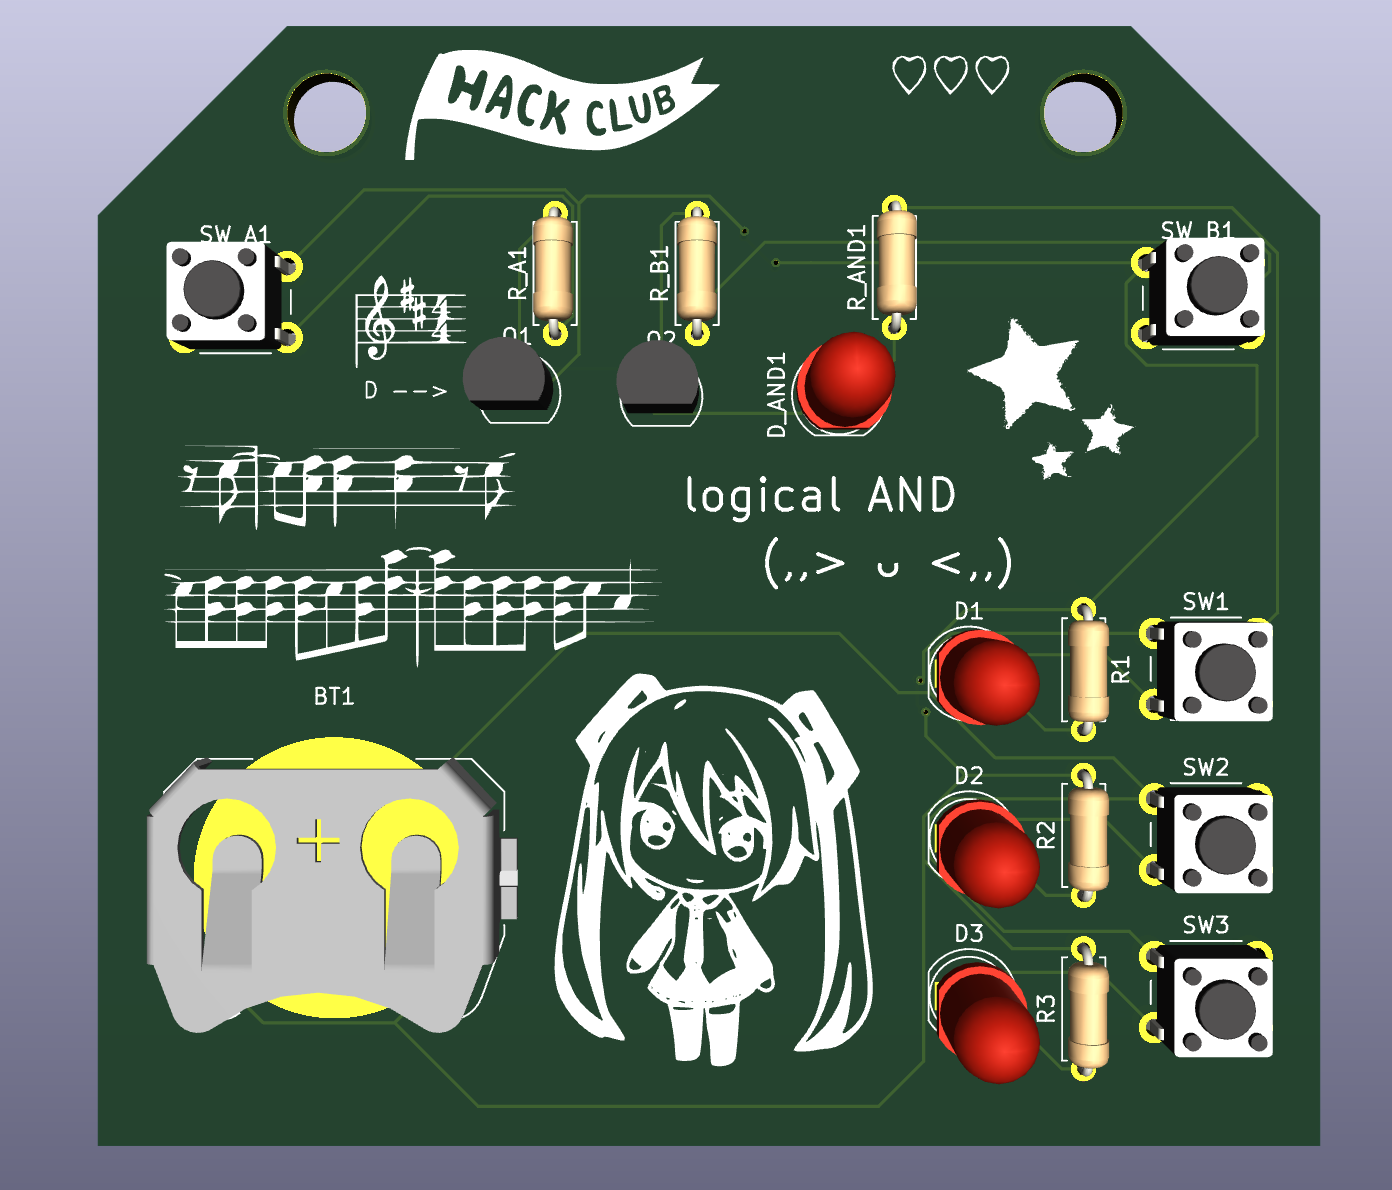 HACK CLUB
♡♡♡
SW_A1
R_A1
R_B1
R_AND1
SW_B1
D -->
D_AND1
logical AND
(,,> ᴗ <,,)
D1
SW1
R1
BT1
D2
SW2
R2
D3
SW3
R3
+